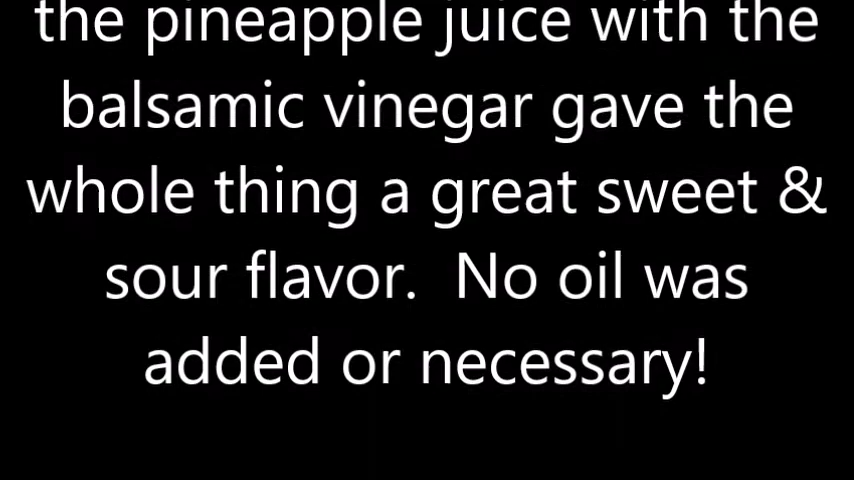 the pineapple juice with the
balsamic vinegar gave the
whole thing a great sweet &
sour flavor.  No oil was
added or necessary!